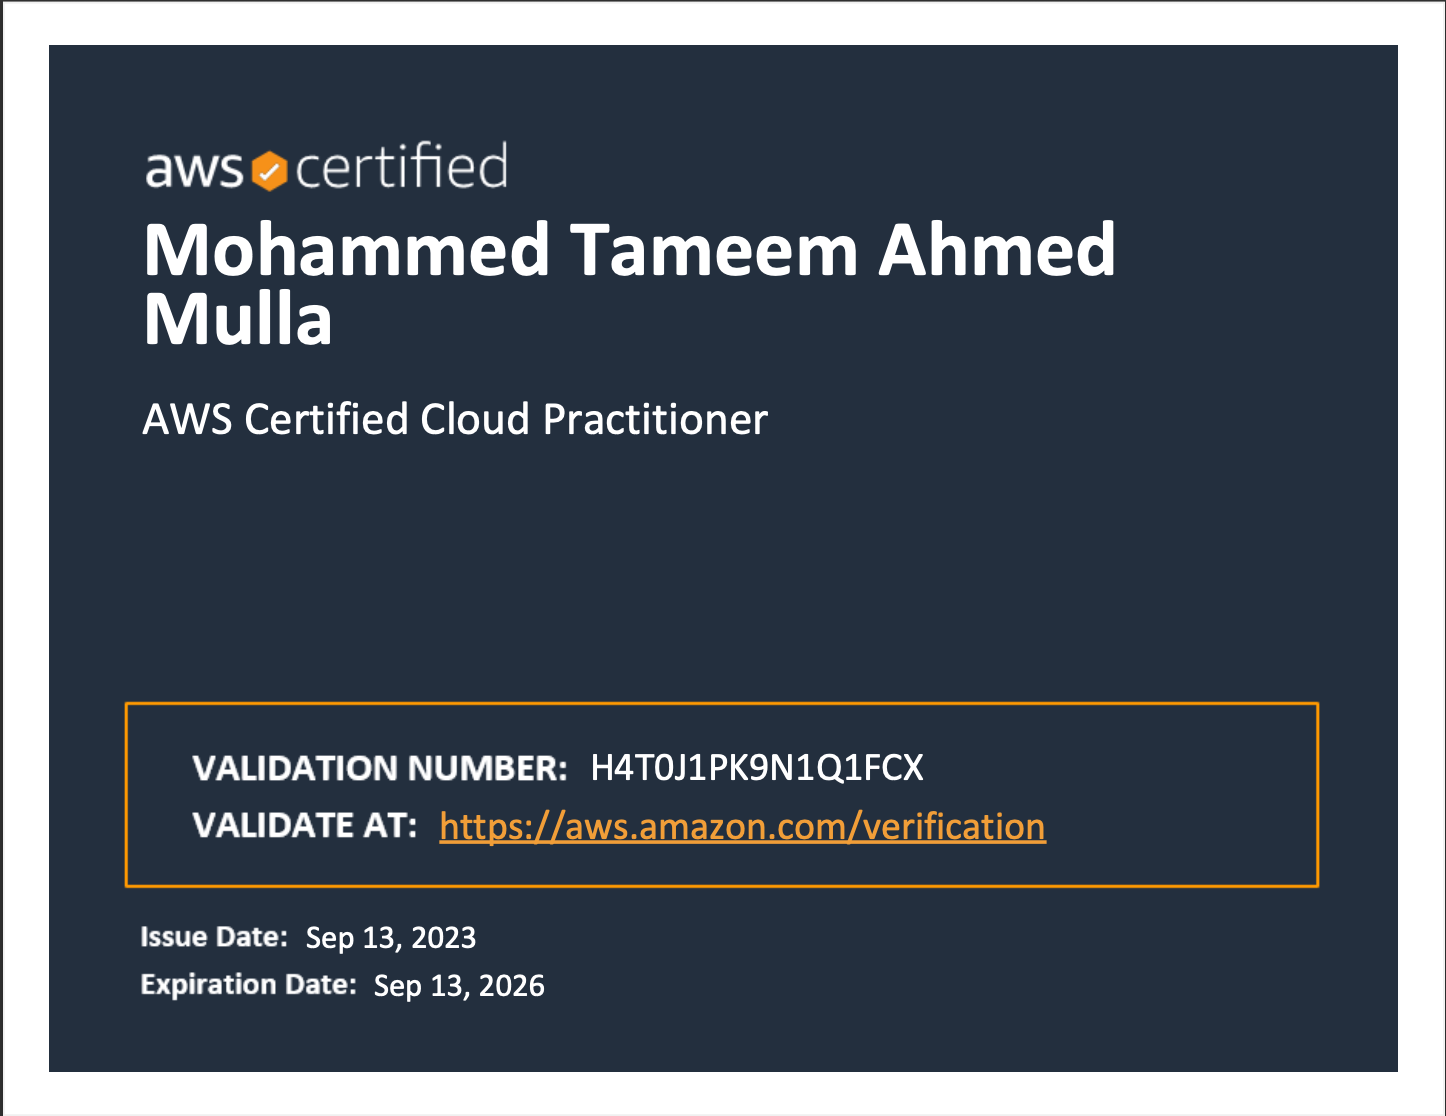 aws certified
Mohammed Tameem Ahmed
Mulla
AWS Certified Cloud Practitioner
VALIDATION NUMBER: H4T0J1PK9N1Q1FCX
VALIDATE AT: https://aws.amazon.com/verification
Issue Date: Sep 13, 2023
Expiration Date: Sep 13, 2026